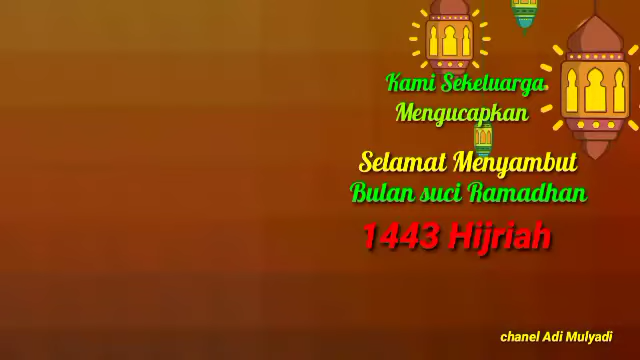 Kami Sekeluarga
Mengucapkan
Selamat Menyambut
Bulan suci Ramadhan
1443 Hijriah
chanel Adi Mulyadi